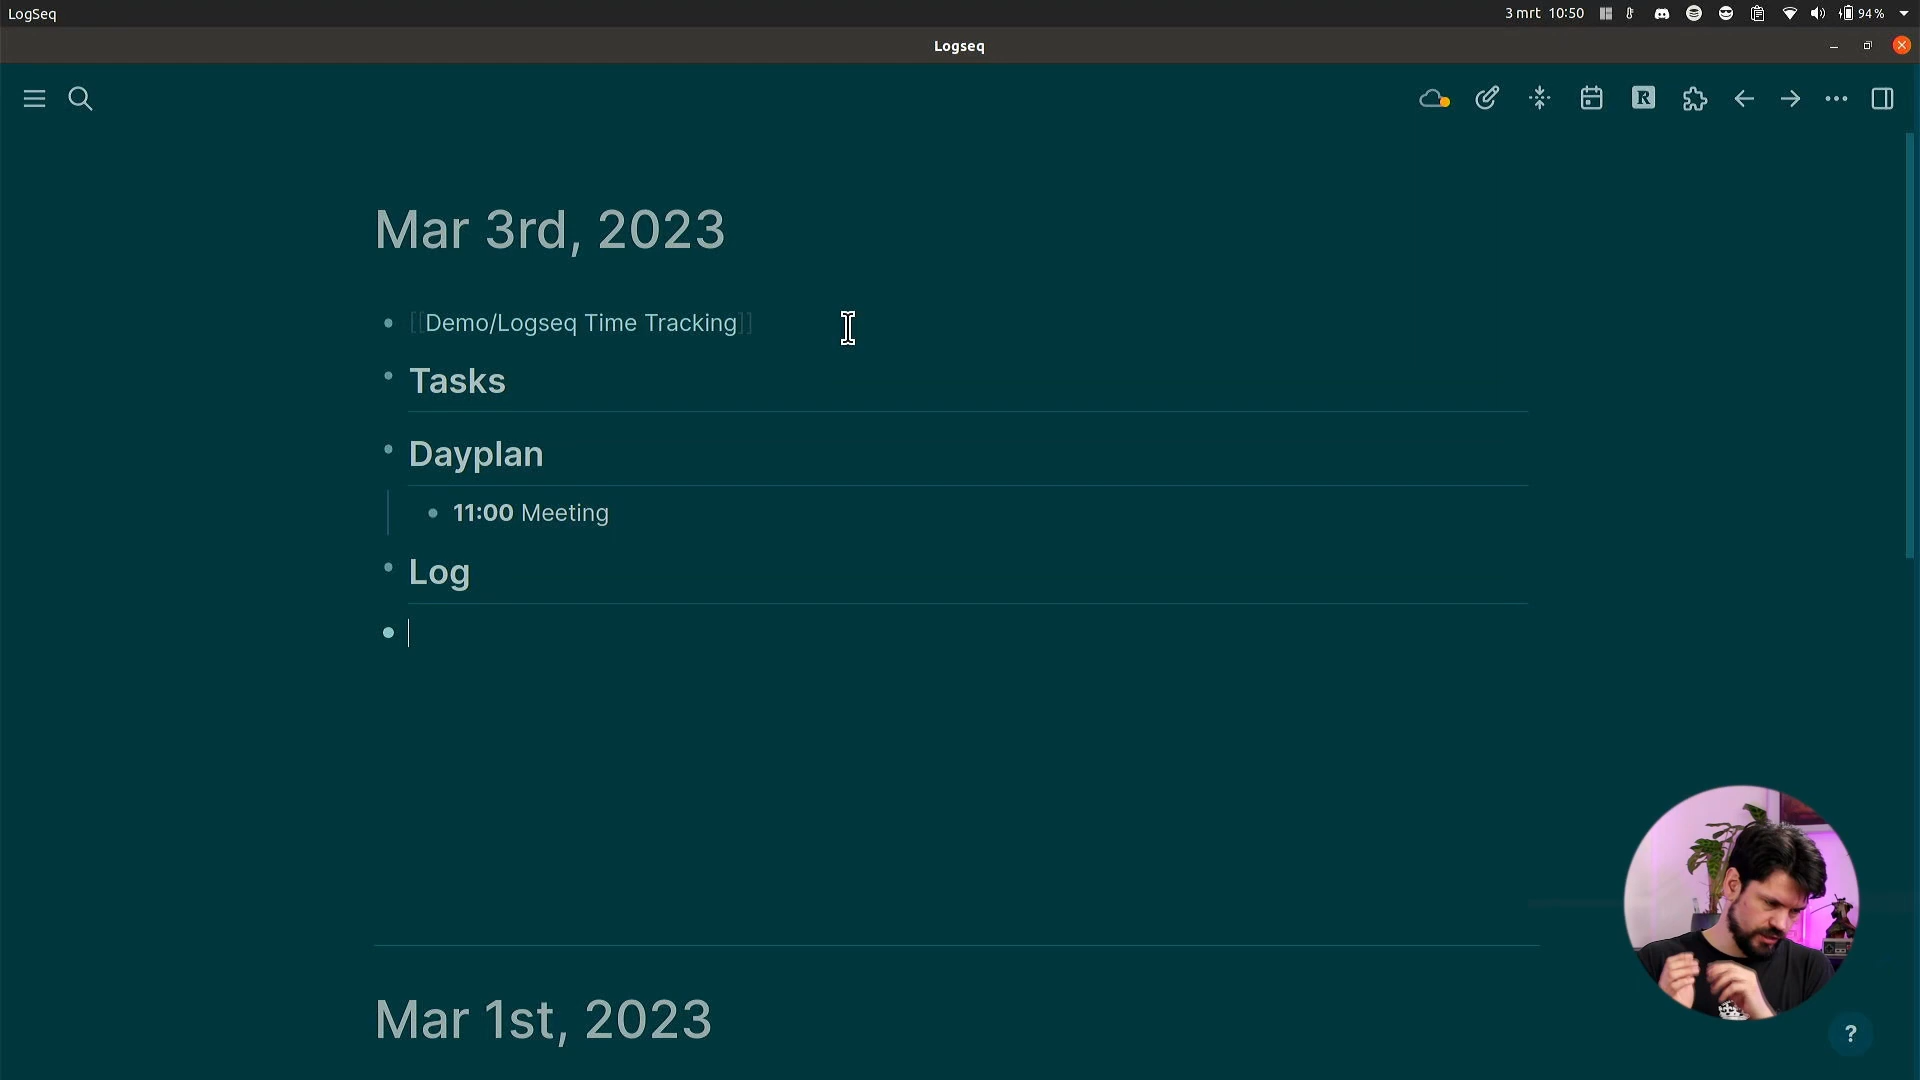 LogSeq
3 mrt 10:50
94%
Logseq
R
Mar 3rd, 2023
[[Demo/Logseq Time Tracking]]
Tasks
Dayplan
11:00 Meeting
Log
Mar 1st, 2023
?